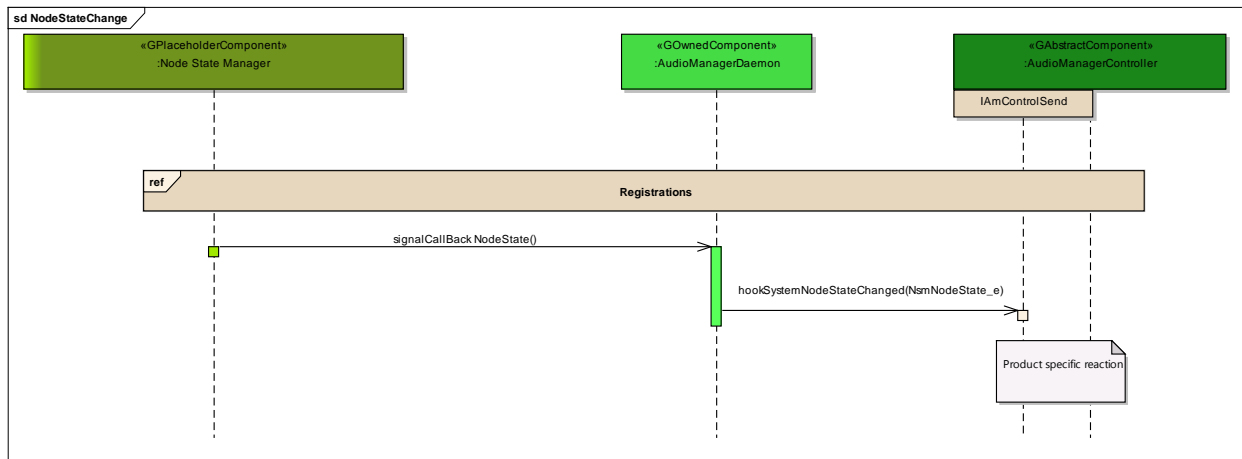 sd NodeStateChange
«GPlaceholderComponent»
:Node State Manager
«GOwnedComponent»
:AudioManagerDaemon
«GAbstractComponent»
:AudioManagerController
IAmControlSend
ref
Registrations
signalCallBack NodeState()
hookSystemNodeStateChanged(NsmNodeState_e)
Product specific reaction